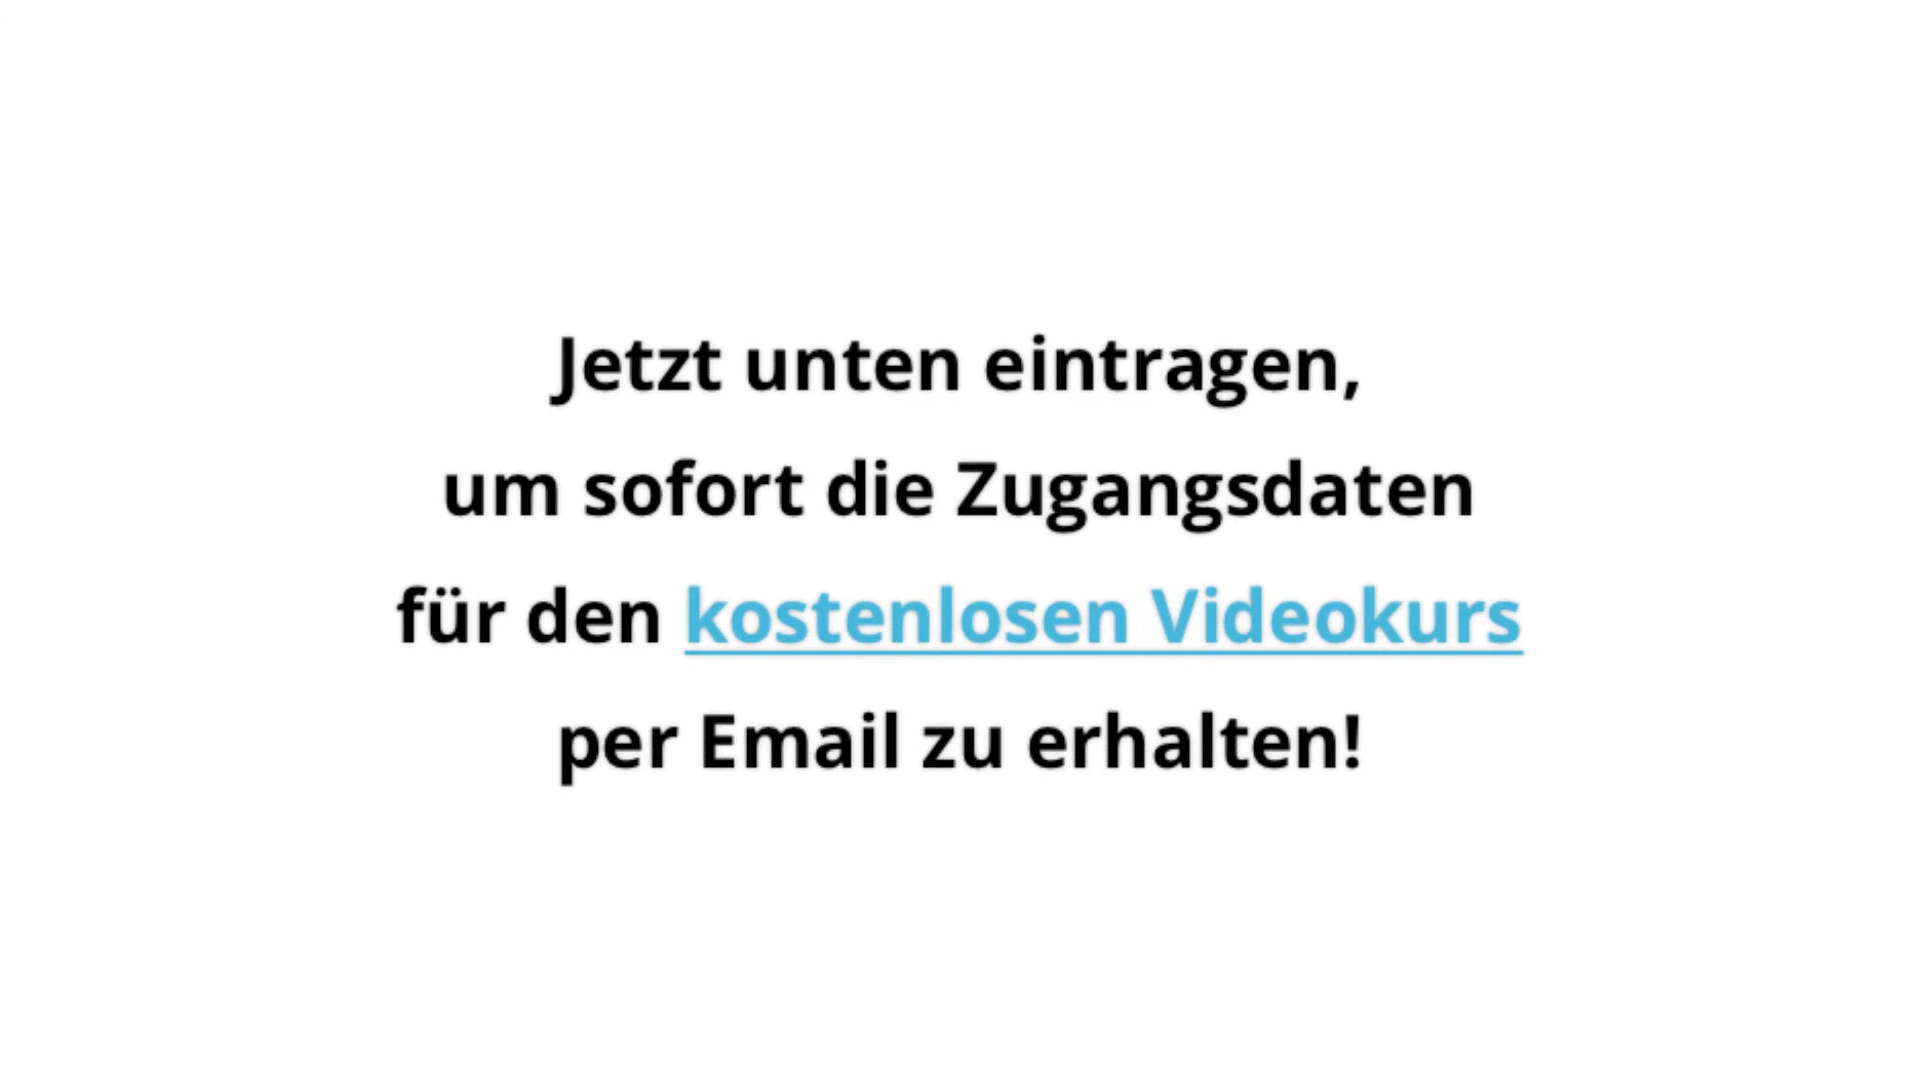 Jetzt unten eintragen,
um sofort die Zugangsdaten
für den kostenlosen Videokurs
per Email zu erhalten!